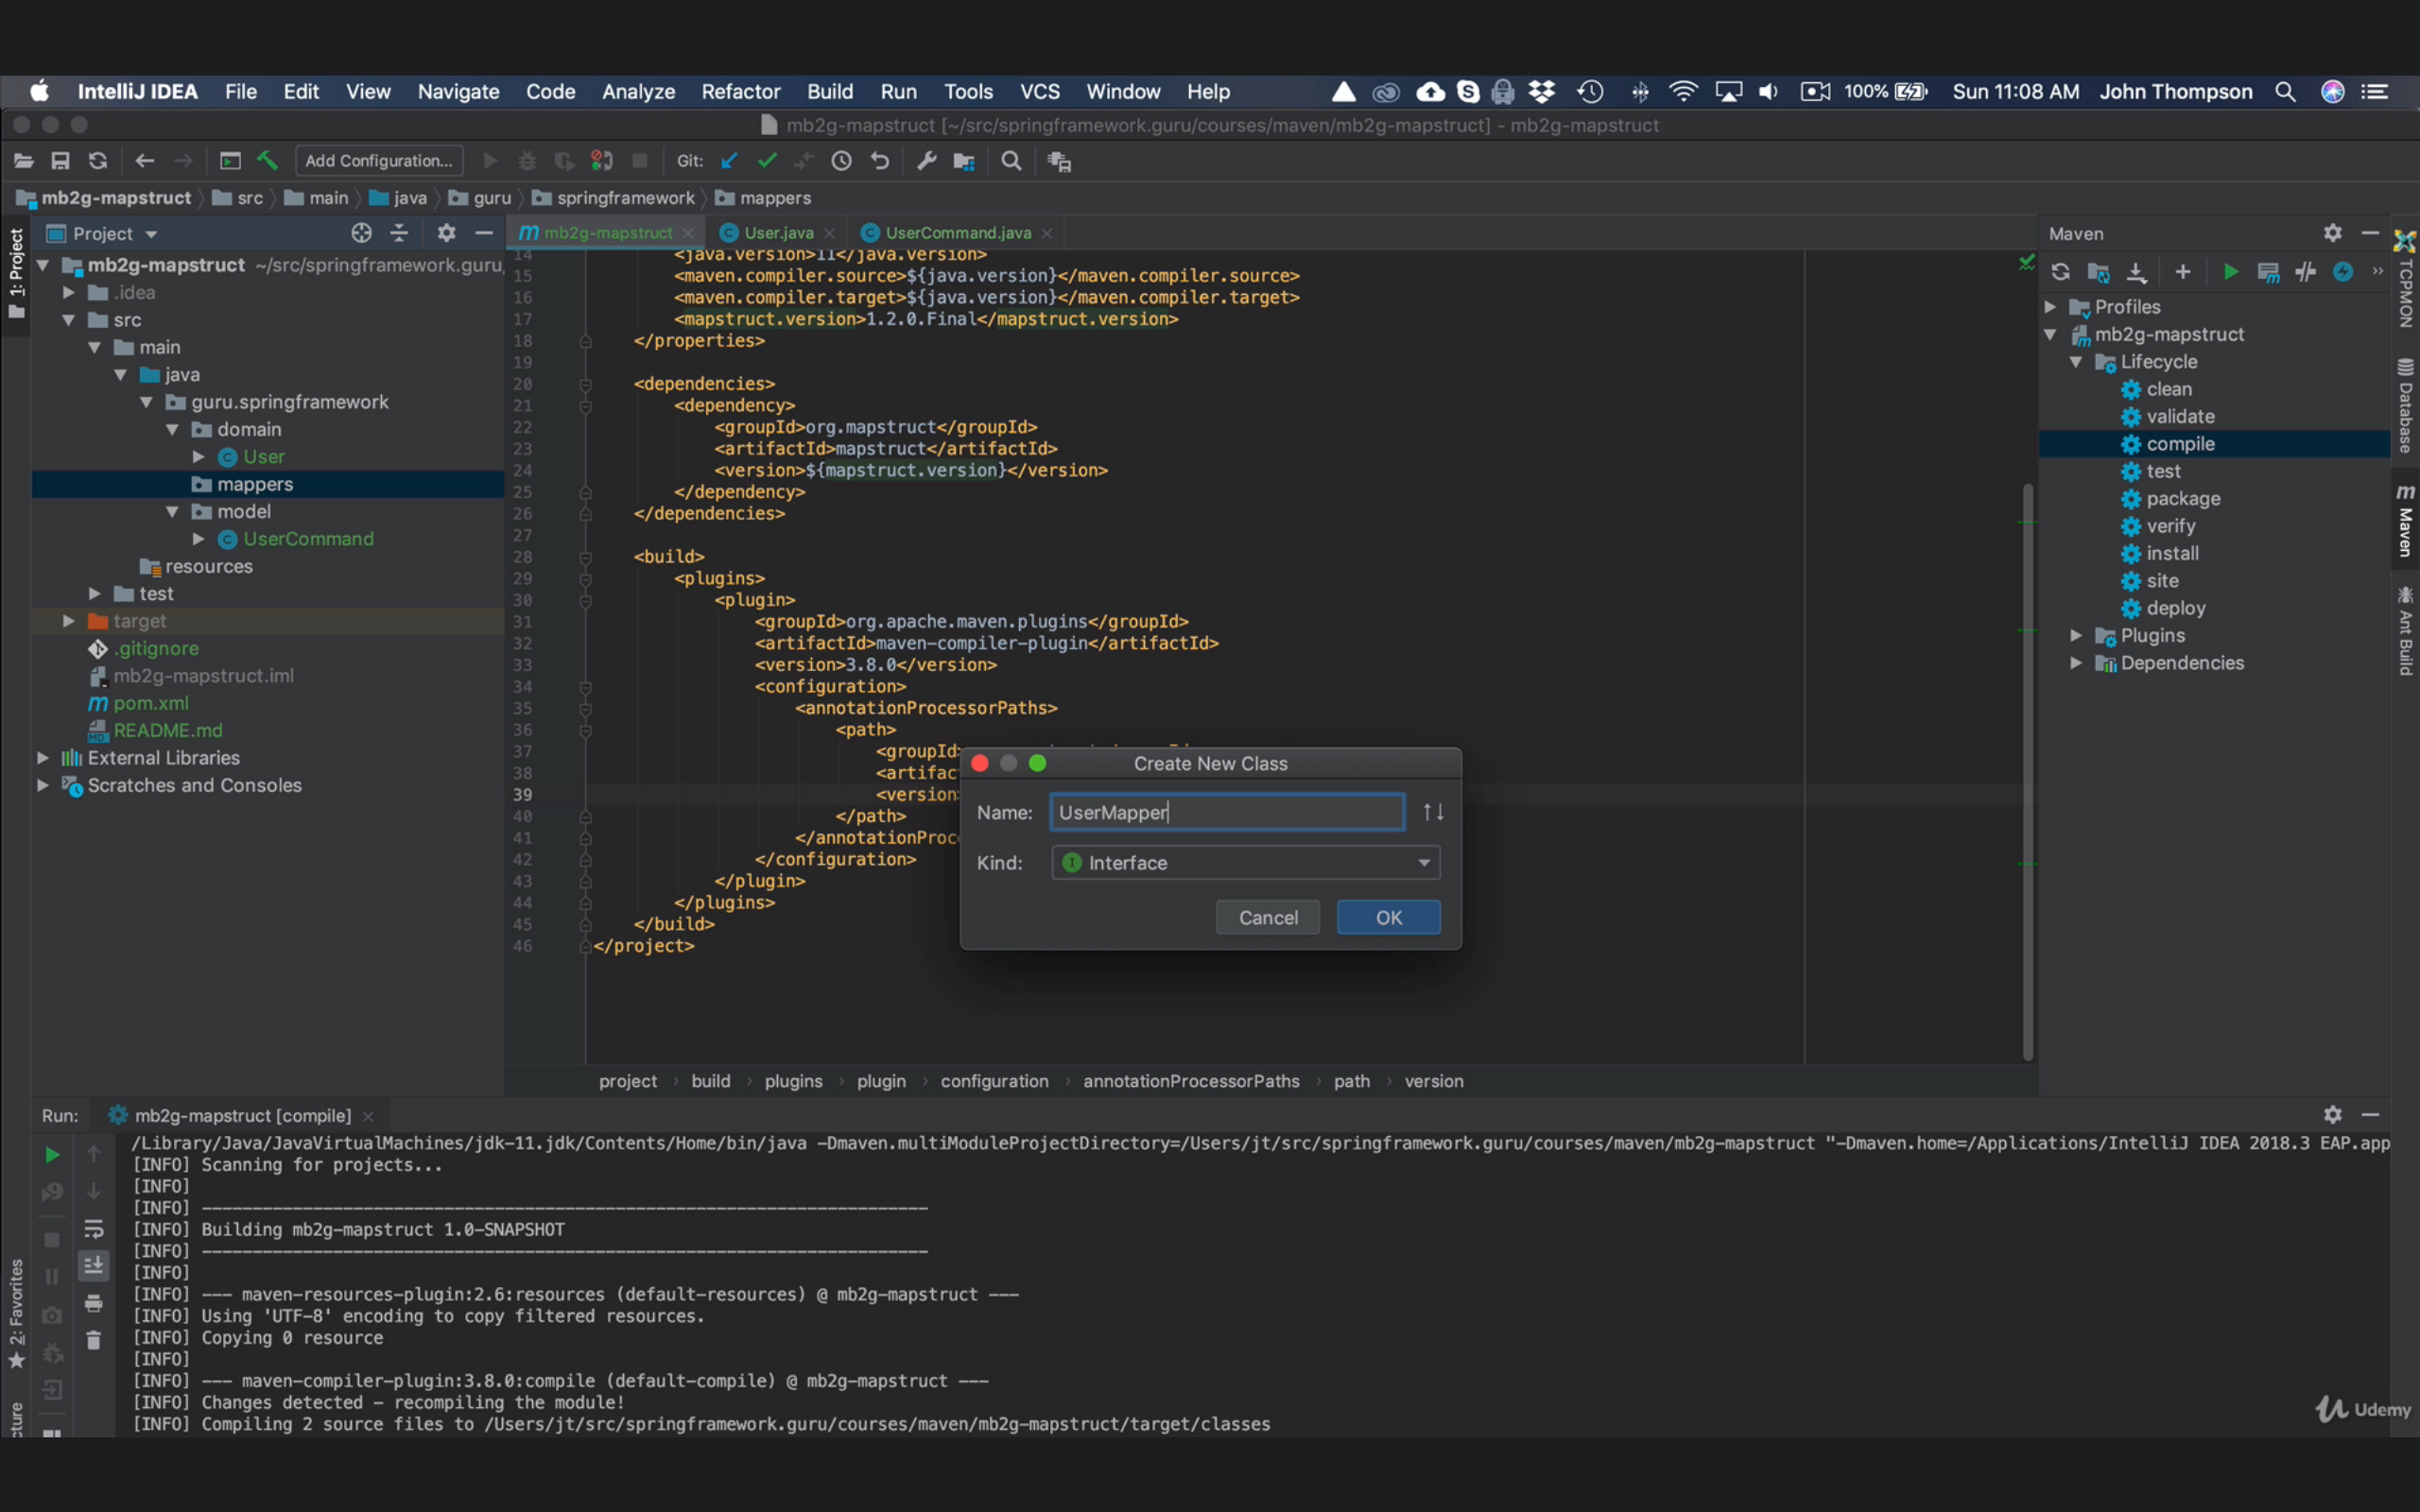 IntelliJ IDEA File Edit View Navigate Code Analyze Refactor Build Run Tools VCS Window Help 100% Sun 11:08 AM John Thompson
mb2g-mapstruct [~/src/springframework.guru/courses/maven/mb2g-mapstruct] - mb2g-mapstruct
Add Configuration... Git:
mb2g-mapstruct src main java guru springframework mappers
1: Project
Project
mb2g-mapstruct ~/src/springframework.guru,
.idea
src
main
java
guru.springframework
domain
User
mappers
model
UserCommand
resources
test
target
.gitignore
mb2g-mapstruct.iml
pom.xml
README.md
External Libraries
Scratches and Consoles
mb2g-mapstruct User.java UserCommand.java
14 <java.version>11</java.version>
15 <maven.compiler.source>${java.version}</maven.compiler.source>
16 <maven.compiler.target>${java.version}</maven.compiler.target>
17 <mapstruct.version>1.2.0.Final</mapstruct.version>
18 </properties>
19
20 <dependencies>
21 <dependency>
22 <groupId>org.mapstruct</groupId>
23 <artifactId>mapstruct</artifactId>
24 <version>${mapstruct.version}</version>
25 </dependency>
26 </dependencies>
27
28 <build>
29 <plugins>
30 <plugin>
31 <groupId>org.apache.maven.plugins</groupId>
32 <artifactId>maven-compiler-plugin</artifactId>
33 <version>3.8.0</version>
34 <configuration>
35 <annotationProcessorPaths>
36 <path>
37 <groupId>
38 <artifac
39 <version>
40 </path>
41 </annotationProc
42 </configuration>
43 </plugin>
44 </plugins>
45 </build>
46 </project>
Create New Class
Name: UserMapper
Kind: Interface
Cancel OK
project build plugins plugin configuration annotationProcessorPaths path version
Maven
Profiles
mb2g-mapstruct
Lifecycle
clean
validate
compile
test
package
verify
install
site
deploy
Plugins
Dependencies
TCPMON
Database
Maven
Ant Build
Run: mb2g-mapstruct [compile]
/Library/Java/JavaVirtualMachines/jdk-11.jdk/Contents/Home/bin/java -Dmaven.multiModuleProjectDirectory=/Users/jt/src/springframework.guru/courses/maven/mb2g-mapstruct "-Dmaven.home=/Applications/IntelliJ IDEA 2018.3 EAP.app
[INFO] Scanning for projects...
[INFO]
[INFO] ------------------------------------------------------------------------
[INFO] Building mb2g-mapstruct 1.0-SNAPSHOT
[INFO] ------------------------------------------------------------------------
[INFO]
[INFO] --- maven-resources-plugin:2.6:resources (default-resources) @ mb2g-mapstruct ---
[INFO] Using 'UTF-8' encoding to copy filtered resources.
[INFO] Copying 0 resource
[INFO]
[INFO] --- maven-compiler-plugin:3.8.0:compile (default-compile) @ mb2g-mapstruct ---
[INFO] Changes detected - recompiling the module!
[INFO] Compiling 2 source files to /Users/jt/src/springframework.guru/courses/maven/mb2g-mapstruct/target/classes
2: Favorites
cture
Udemy